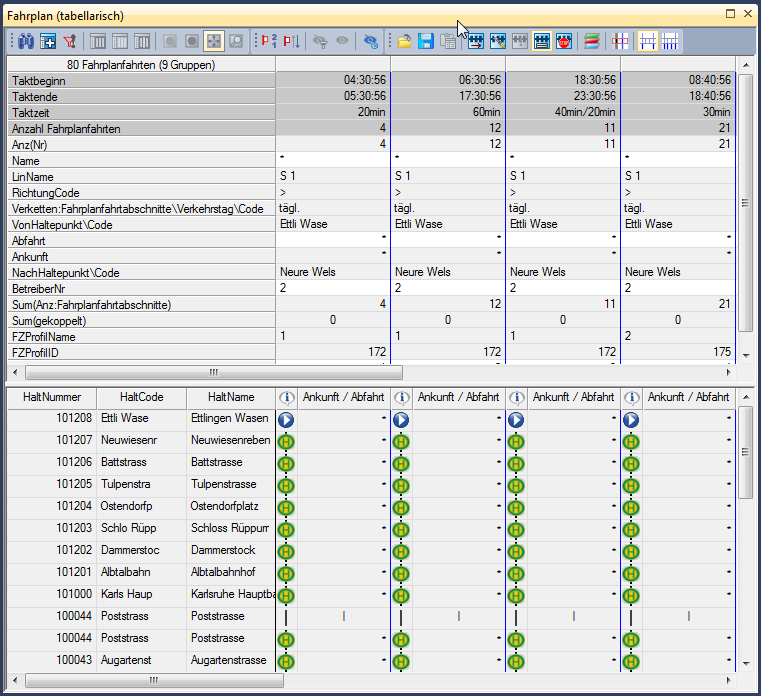 Fahrplan (tabellarisch)
80 Fahrplanfahrten (9 Gruppen)
Taktbeginn 04:30:56 06:30:56 18:30:56 08:40:56
Taktende 05:30:56 17:30:56 23:30:56 18:40:56
Taktzeit 20min 60min 40min/20min 30min
Anzahl Fahrplanfahrten 4 12 11 21
Anz(Nr) 4 12 11 21
Name * * * *
LinName S 1 S 1 S 1 S 1
RichtungCode > > > >
Verketten:Fahrplanfahrtabschnitte\Verkehrstag\Code tägl. tägl. tägl. tägl.
VonHaltepunkt\Code Ettli Wase Ettli Wase Ettli Wase Ettli Wase
Abfahrt * * * *
Ankunft * * * *
NachHaltepunkt\Code Neure Wels Neure Wels Neure Wels Neure Wels
BetreiberNr 2 2 2 2
Sum(Anz:Fahrplanfahrtabschnitte) 4 12 11 21
Sum(gekoppelt) 0 0 0 0
FZProfilName 1 1 1 2
FZProfilID 172 172 172 175
HaltNummer HaltCode HaltName Ankunft / Abfahrt Ankunft / Abfahrt Ankunft / Abfahrt Ankunft / Abfahrt
101208 Ettli Wase Ettlingen Wasen * * * *
101207 Neuwiesenr Neuwiesenreben H * H * H * H *
101206 Battstrass Battstrasse H * H * H * H *
101205 Tulpenstra Tulpenstrasse H * H * H * H *
101204 Ostendorfp Ostendorfplatz H * H * H * H *
101203 Schlo Rüpp Schloss Rüppurr H * H * H * H *
101202 Dammerstoc Dammerstock H * H * H * H *
101201 Albtalbahn Albtalbahnhof H * H * H * H *
101000 Karls Haup Karlsruhe Hauptba H * H * H * H *
100044 Poststrass Poststrasse
100044 Poststrass Poststrasse H * H * H * H *
100043 Augartenst Augartenstrasse H * H * H * H *